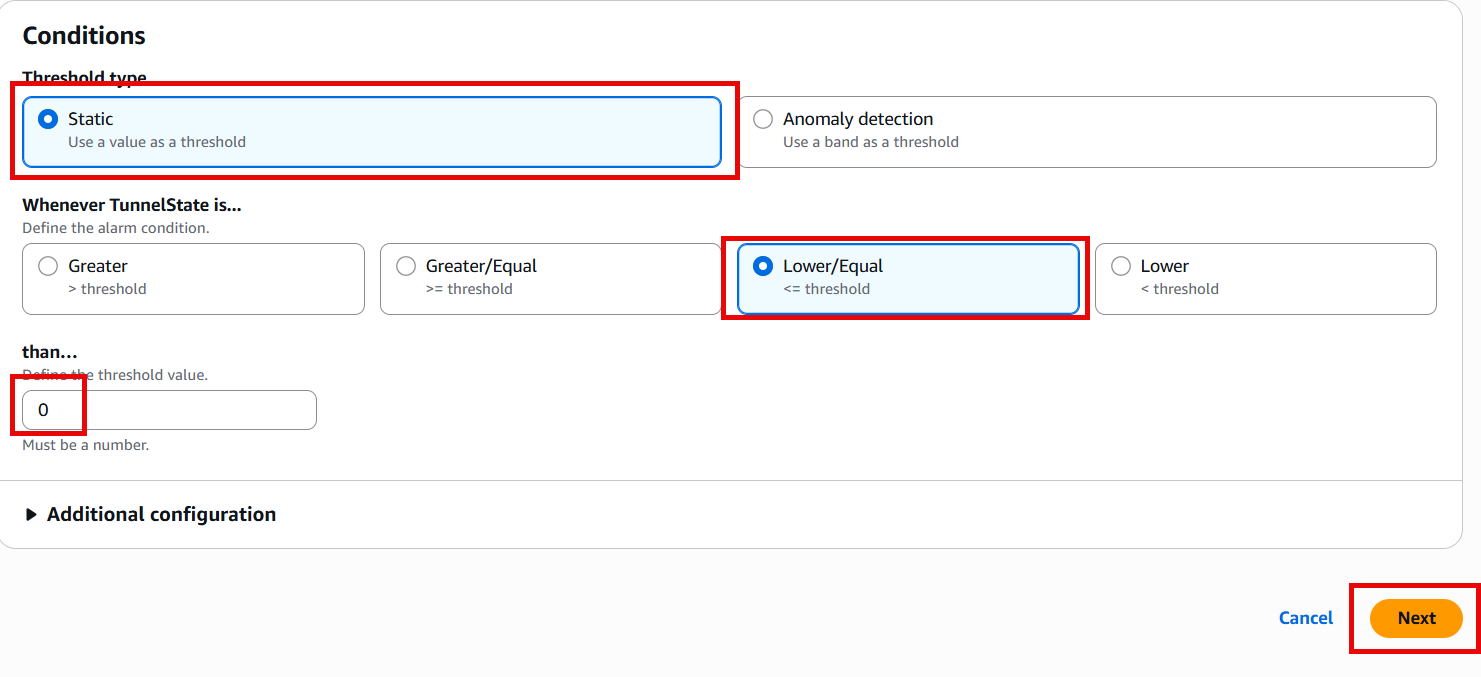 Conditions
Threshold type
Static
Use a value as a threshold
Anomaly detection
Use a band as a threshold
Whenever TunnelState is...
Define the alarm condition.
Greater
> threshold
Greater/Equal
>= threshold
Lower/Equal
<= threshold
Lower
< threshold
than...
Define the threshold value.
0
Must be a number.
Additional configuration
Cancel
Next